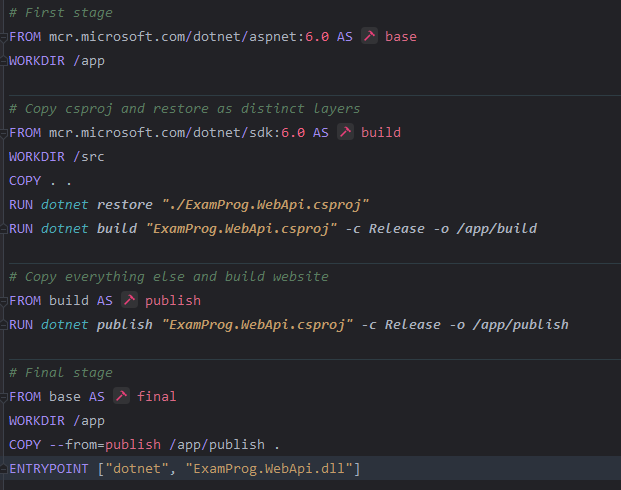 # First stage
FROM mcr.microsoft.com/dotnet/aspnet:6.0 AS base
WORKDIR /app
# Copy csproj and restore as distinct layers
FROM mcr.microsoft.com/dotnet/sdk:6.0 AS build
WORKDIR /src
COPY . .
RUN dotnet restore "./ExamProg.WebApi.csproj"
RUN dotnet build "ExamProg.WebApi.csproj" -c Release -o /app/build
# Copy everything else and build website
FROM build AS publish
RUN dotnet publish "ExamProg.WebApi.csproj" -c Release -o /app/publish
# Final stage
FROM base AS final
WORKDIR /app
COPY --from=publish /app/publish .
ENTRYPOINT ["dotnet", "ExamProg.WebApi.dll"]